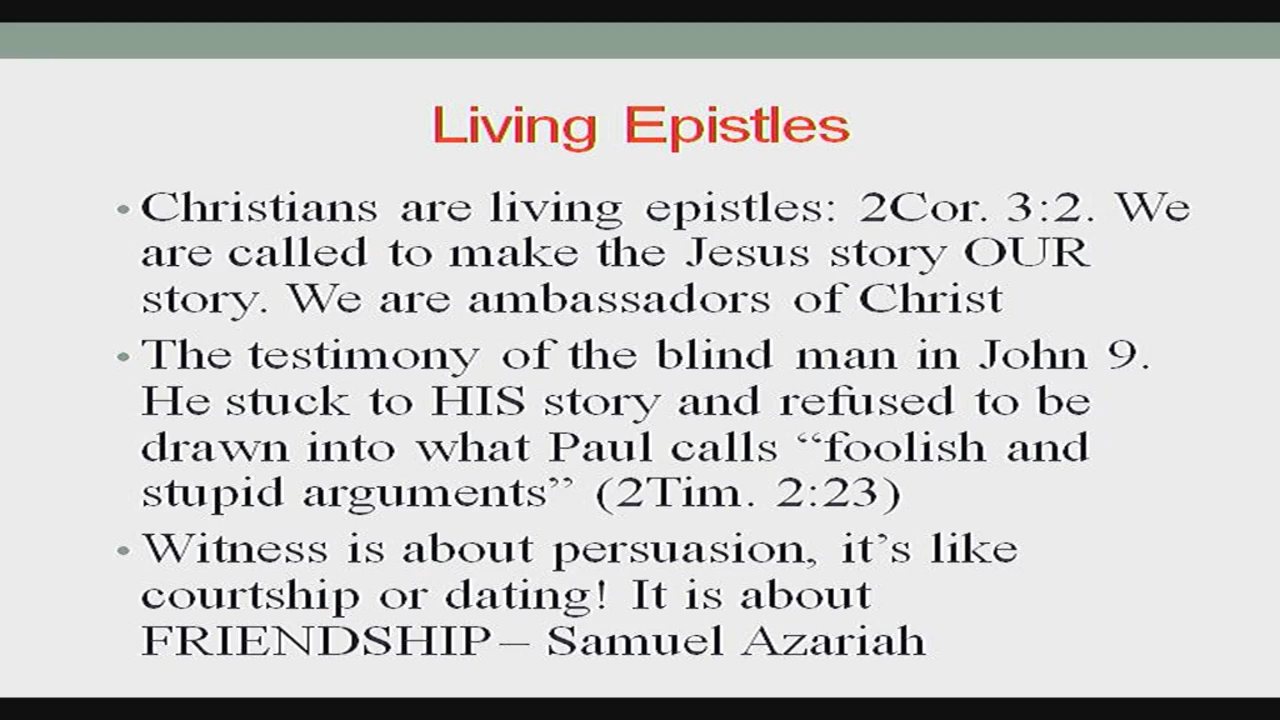 Living Epistles
• Christians are living epistles: 2Cor. 3:2. We
are called to make the Jesus story OUR
story. We are ambassadors of Christ
• The testimony of the blind man in John 9.
He stuck to HIS story and refused to be
drawn into what Paul calls “foolish and
stupid arguments” (2Tim. 2:23)
• Witness is about persuasion, it’s like
courtship or dating! It is about
FRIENDSHIP – Samuel Azariah